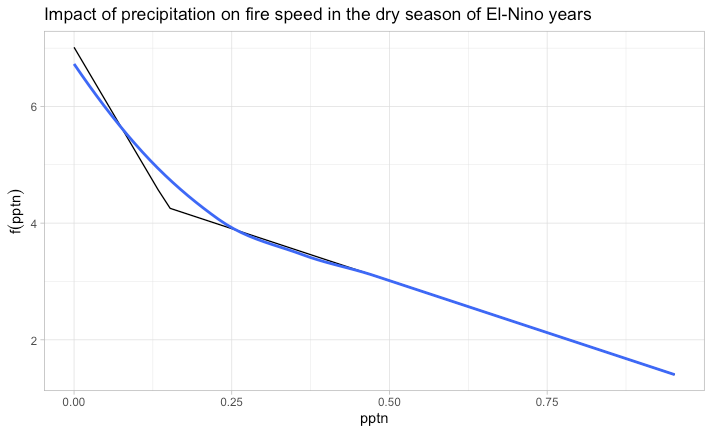 Impact of precipitation on fire speed in the dry season of El-Nino years
f(pptn)
6
4
2
0.00 0.25 0.50 0.75
pptn